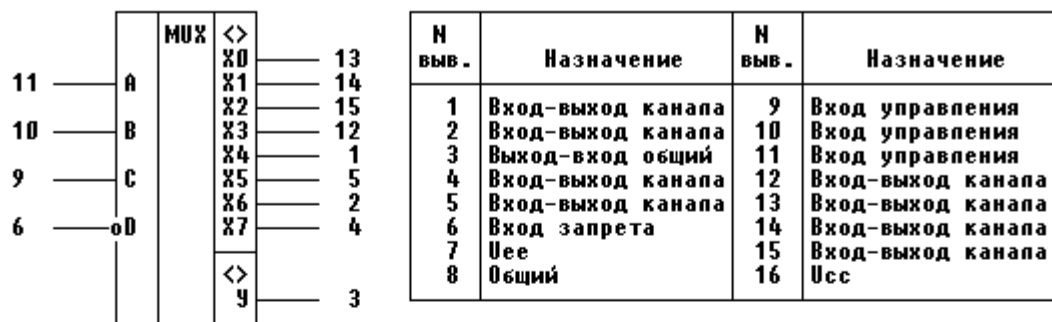 MUX <>
X0 13
11 A X1 14
X2 15
10 B X3 12
X4 1
9 C X5 5
X6 2
6 D X7 4
<>
У 3
N выв. Назначение N выв. Назначение
1 Вход-выход канала 9 Вход управления
2 Вход-выход канала 10 Вход управления
3 Выход-вход общий 11 Вход управления
4 Вход-выход канала 12 Вход-выход канала
5 Вход-выход канала 13 Вход-выход канала
6 Вход запрета 14 Вход-выход канала
7 Uee 15 Вход-выход канала
8 Общий 16 Ucc